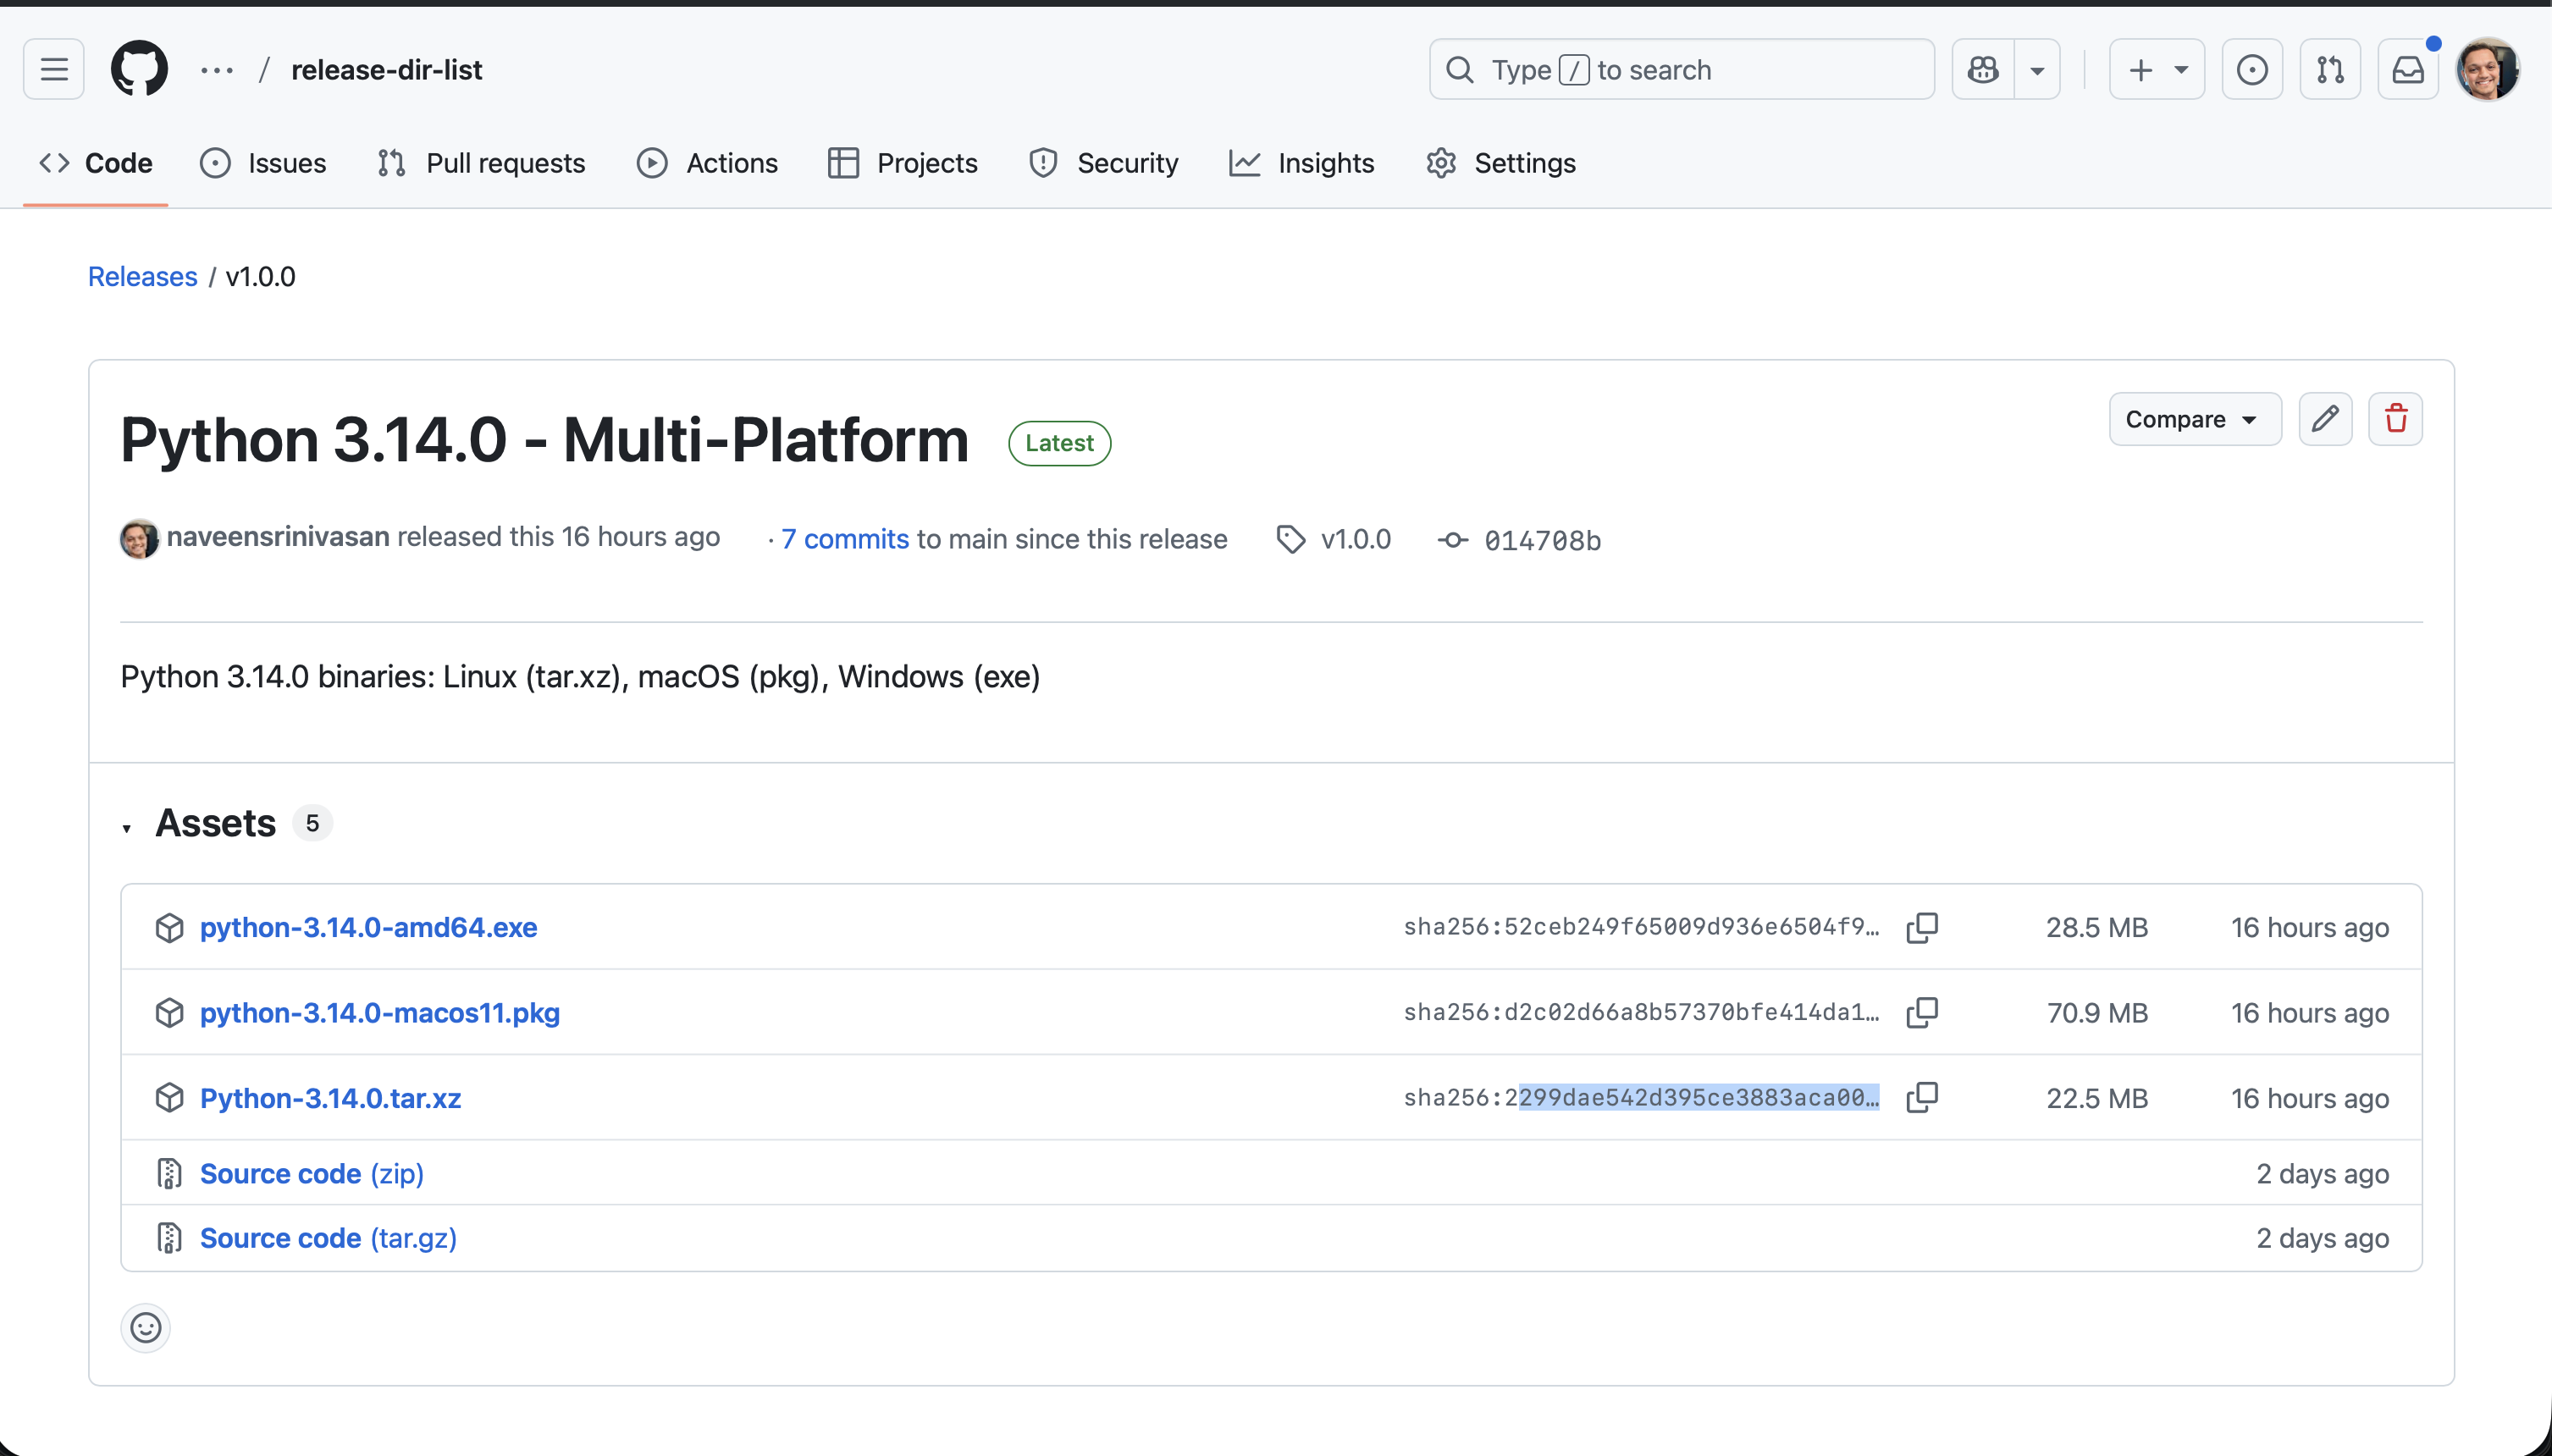 ... / release-dir-list
Type / to search
Code Issues Pull requests Actions Projects Security Insights Settings
Releases / v1.0.0
Python 3.14.0 - Multi-Platform Latest
Compare
naveensrinivasan released this 16 hours ago · 7 commits to main since this release v1.0.0 014708b
Python 3.14.0 binaries: Linux (tar.xz), macOS (pkg), Windows (exe)
Assets 5
python-3.14.0-amd64.exe sha256:52ceb249f65009d936e6504f9… 28.5 MB 16 hours ago
python-3.14.0-macos11.pkg sha256:d2c02d66a8b57370bfe414da1… 70.9 MB 16 hours ago
Python-3.14.0.tar.xz sha256:2299dae542d395ce3883aca00… 22.5 MB 16 hours ago
Source code (zip) 2 days ago
Source code (tar.gz) 2 days ago